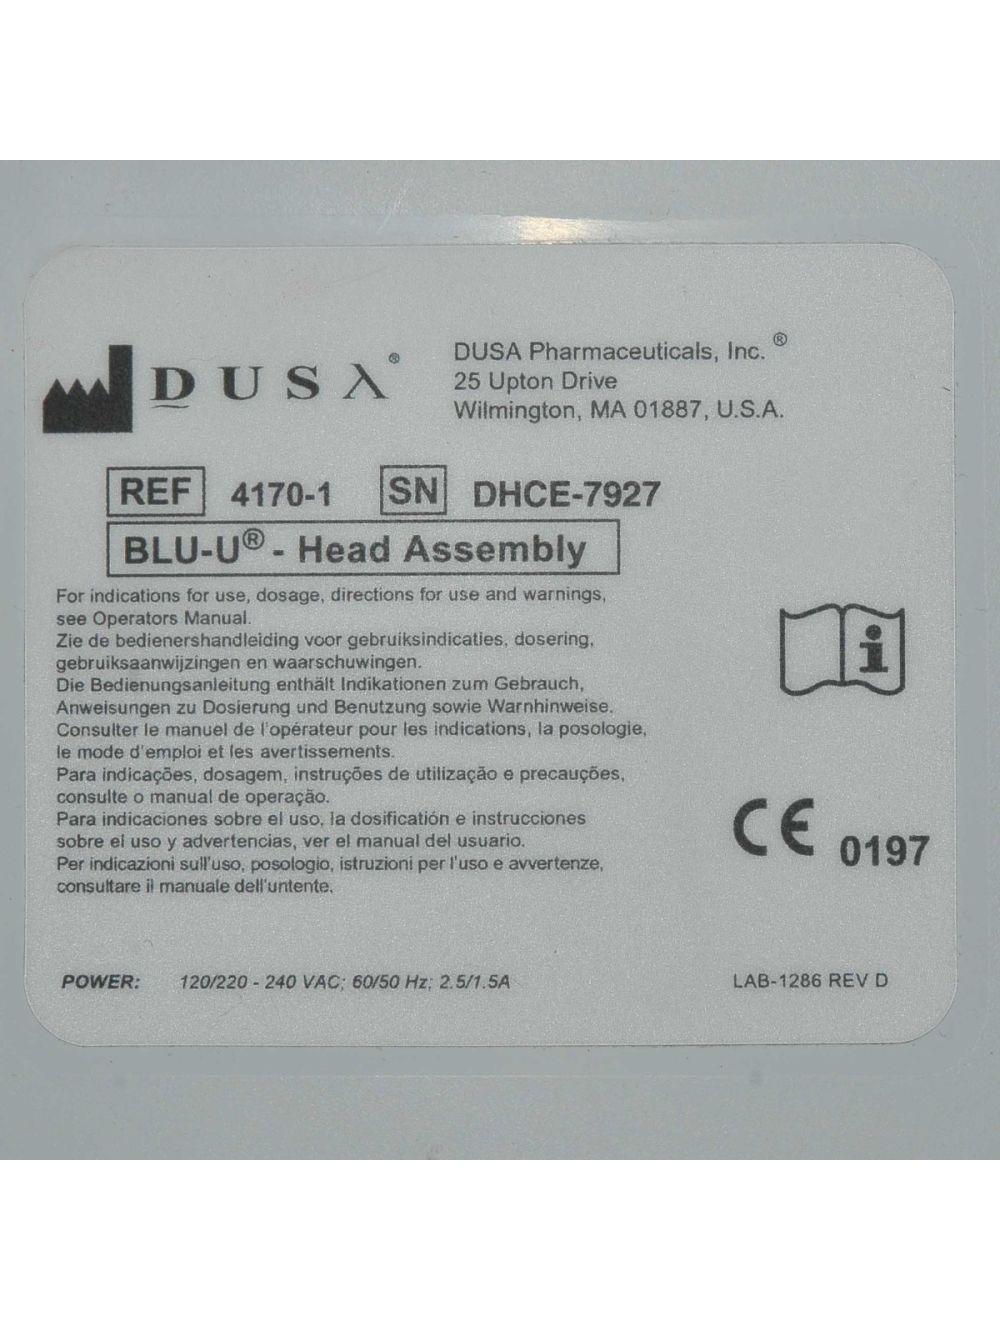 DUSA®
DUSA Pharmaceuticals, Inc.®
25 Upton Drive
Wilmington, MA 01887, U.S.A.
REF 4170-1 SN DHCE-7927
BLU-U® - Head Assembly
For indications for use, dosage, directions for use and warnings,
see Operators Manual.
Zie de bedienershandleiding voor gebruiksindicaties, dosering,
gebruiksaanwijzingen en waarschuwingen.
Die Bedienungsanleitung enthält Indikationen zum Gebrauch,
Anweisungen zu Dosierung und Benutzung sowie Warnhinweise.
Consulter le manuel de l'opérateur pour les indications, la posologie,
le mode d'emploi et les avertissements.
Para indicações, dosagem, instruções de utilização e precauções,
consulte o manual de operação.
Para indicaciones sobre el uso, la dosificatión e instrucciones
sobre el uso y advertencias, ver el manual del usuario.
Per indicazioni sull'uso, posologio, istruzioni per l'uso e avvertenze,
consultare il manuale dell'untente.
CE 0197
POWER: 120/220 - 240 VAC; 60/50 Hz; 2.5/1.5A
LAB-1286 REV D